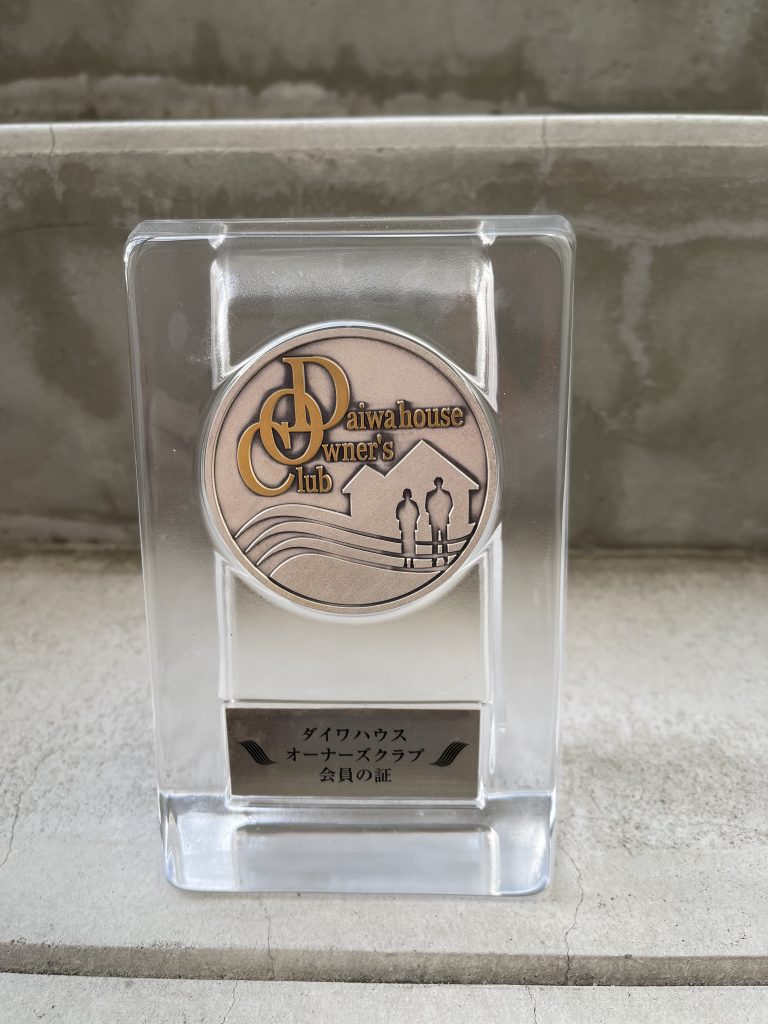 Daiwahouse
Owner's
Club
ダイワハウス
オーナーズクラブ
会員の証